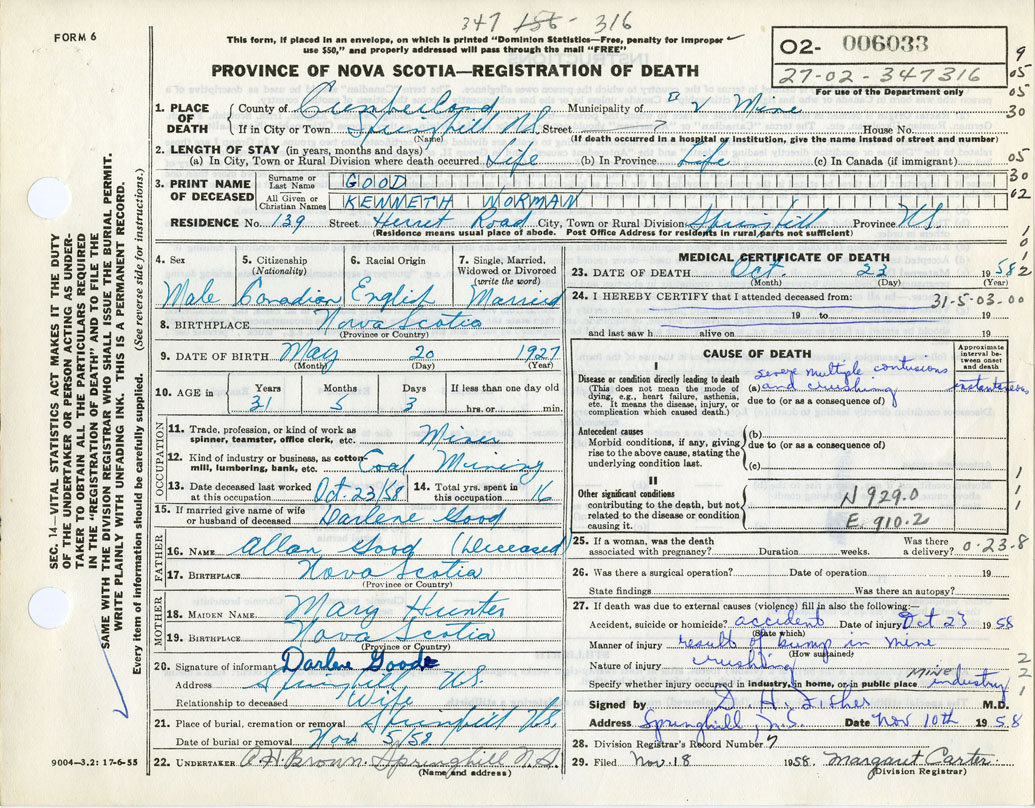 347 156 - 316
FORM 6
This form, if placed in an envelope, on which is printed "Dominion Statistics—Free, penalty for improper
use $50," and properly addressed will pass through the mail "FREE"
O2- 006033
27-02-347316
For use of the Department only
PROVINCE OF NOVA SCOTIA—REGISTRATION OF DEATH
9
05
05
30
05
30
02
1. PLACE OF DEATH { County of Cumberland Municipality of # 2 Mine
If in City or Town Springhill N.S. Street House No.
(Name) (If death occurred in a hospital or institution, give the name instead of street and number)
2. LENGTH OF STAY (in years, months and days)
(a) In City, Town or Rural Division where death occurred Life (b) In Province Life (c) In Canada (if immigrant)
3. PRINT NAME OF DECEASED { Surname or Last Name GOOD
All Given or Christian Names KENNETH NORMAN
RESIDENCE No. 139 Street Herret Road City, Town or Rural Division Springhill Province N.S.
(Residence means usual place of abode. Post Office Address for residents in rural parts not sufficient)
4. Sex 5. Citizenship (Nationality) 6. Racial Origin 7. Single, Married, Widowed or Divorced (write the word)
Male Canadian English Married
8. BIRTHPLACE Nova Scotia
(Province or Country)
9. DATE OF BIRTH May 20 1927
(Month) (Day) (Year)
10. AGE in Years Months Days If less than one day old
31 5 3 hrs. or min.
OCCUPATION
11. Trade, profession, or kind of work as spinner, teamster, office clerk, etc. Miner
12. Kind of industry or business, as cotton-mill, lumbering, bank, etc. Coal Mining
13. Date deceased last worked at this occupation Oct. 23/58 14. Total yrs. spent in this occupation 16
15. If married give name of wife or husband of deceased Darlene Good
FATHER
16. NAME Allan Good (Deceased)
17. BIRTHPLACE Nova Scotia
(Province or Country)
MOTHER
18. MAIDEN NAME Mary Hunter
19. BIRTHPLACE Nova Scotia
(Province or Country)
20. Signature of informant Darlene Good
Address Springhill N.S.
Relationship to deceased Wife
21. Place of burial, cremation or removal Springhill N.S.
Date of burial or removal Nov 5/58
22. UNDERTAKER A.H. Brown. Springhill N.S.
(Name and address)
MEDICAL CERTIFICATE OF DEATH
23. DATE OF DEATH Oct. 23 1958
(Month) (Day) (Year)
24. I HEREBY CERTIFY that I attended deceased from: 31-5-03-00
19 to 19
and last saw h alive on 19
CAUSE OF DEATH
Approximate interval between onset and death
I
Disease or condition directly leading to death
(This does not mean the mode of dying, e.g., heart failure, asthenia, etc. It means the disease, injury, or complication which caused death.)
(a) severe multiple contusions and crushing
due to (or as a consequence of)
Antecedent causes
Morbid conditions, if any, giving rise to the above cause, stating the underlying condition last.
(b)
due to (or as a consequence of)
(c)
II
Other significant conditions
contributing to the death, but not related to the disease or condition causing it.
N 929.0
E 910.2
25. If a woman, was the death associated with pregnancy? Duration weeks. Was there a delivery? 0-23-8
26. Was there a surgical operation? Date of operation 19
State findings Was there an autopsy?
27. If death was due to external causes (violence) fill in also the following:—
Accident, suicide or homicide? accident Date of injury Oct 23 1958
(State which)
Manner of injury result of bump in mine
(How sustained)
Nature of injury crushing
Specify whether injury occurred in industry, in home, or in public place MINE industry
Signed by D. H. Fisher M.D.
Address Springhill, N.S. Date Nov 10th 1958
28. Division Registrar's Record Number 7
29. Filed Nov. 18 1958. Margaret Carter
(Division Registrar)
SEC. 14—VITAL STATISTICS ACT MAKES IT THE DUTY
OF THE UNDERTAKER OR PERSON ACTING AS UNDER-
TAKER TO OBTAIN ALL THE PARTICULARS REQUIRED
IN THE "REGISTRATION OF DEATH" AND TO FILE THE
SAME WITH THE DIVISION REGISTRAR WHO SHALL ISSUE THE BURIAL PERMIT.
WRITE PLAINLY WITH UNFADING INK. THIS IS A PERMANENT RECORD.
Every item of information should be carefully supplied. (See reverse side for instructions.)
9004—3.2: 17-6-55